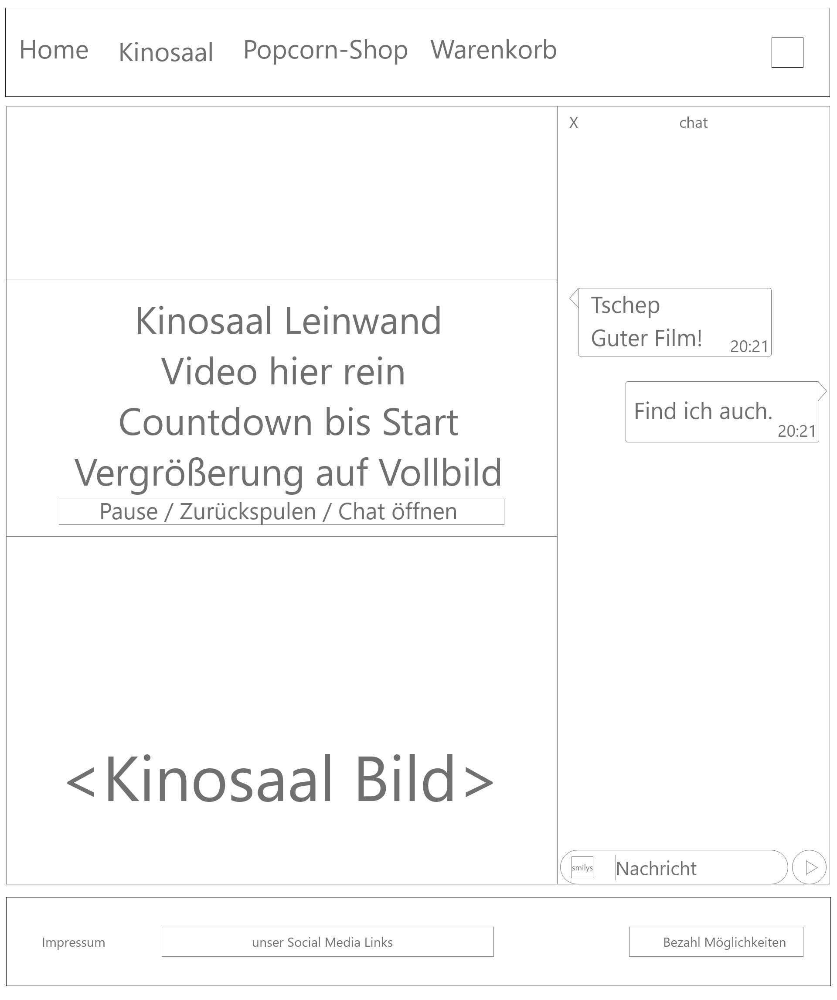 Home Kinosaal Popcorn-Shop Warenkorb
X chat
Kinosaal Leinwand
Video hier rein
Countdown bis Start
Vergrößerung auf Vollbild
Pause / Zurückspulen / Chat öffnen
<Kinosaal Bild>
Tschep
Guter Film!
20:21
Find ich auch.
20:21
smilys
Nachricht
Impressum
unser Social Media Links
Bezahl Möglichkeiten